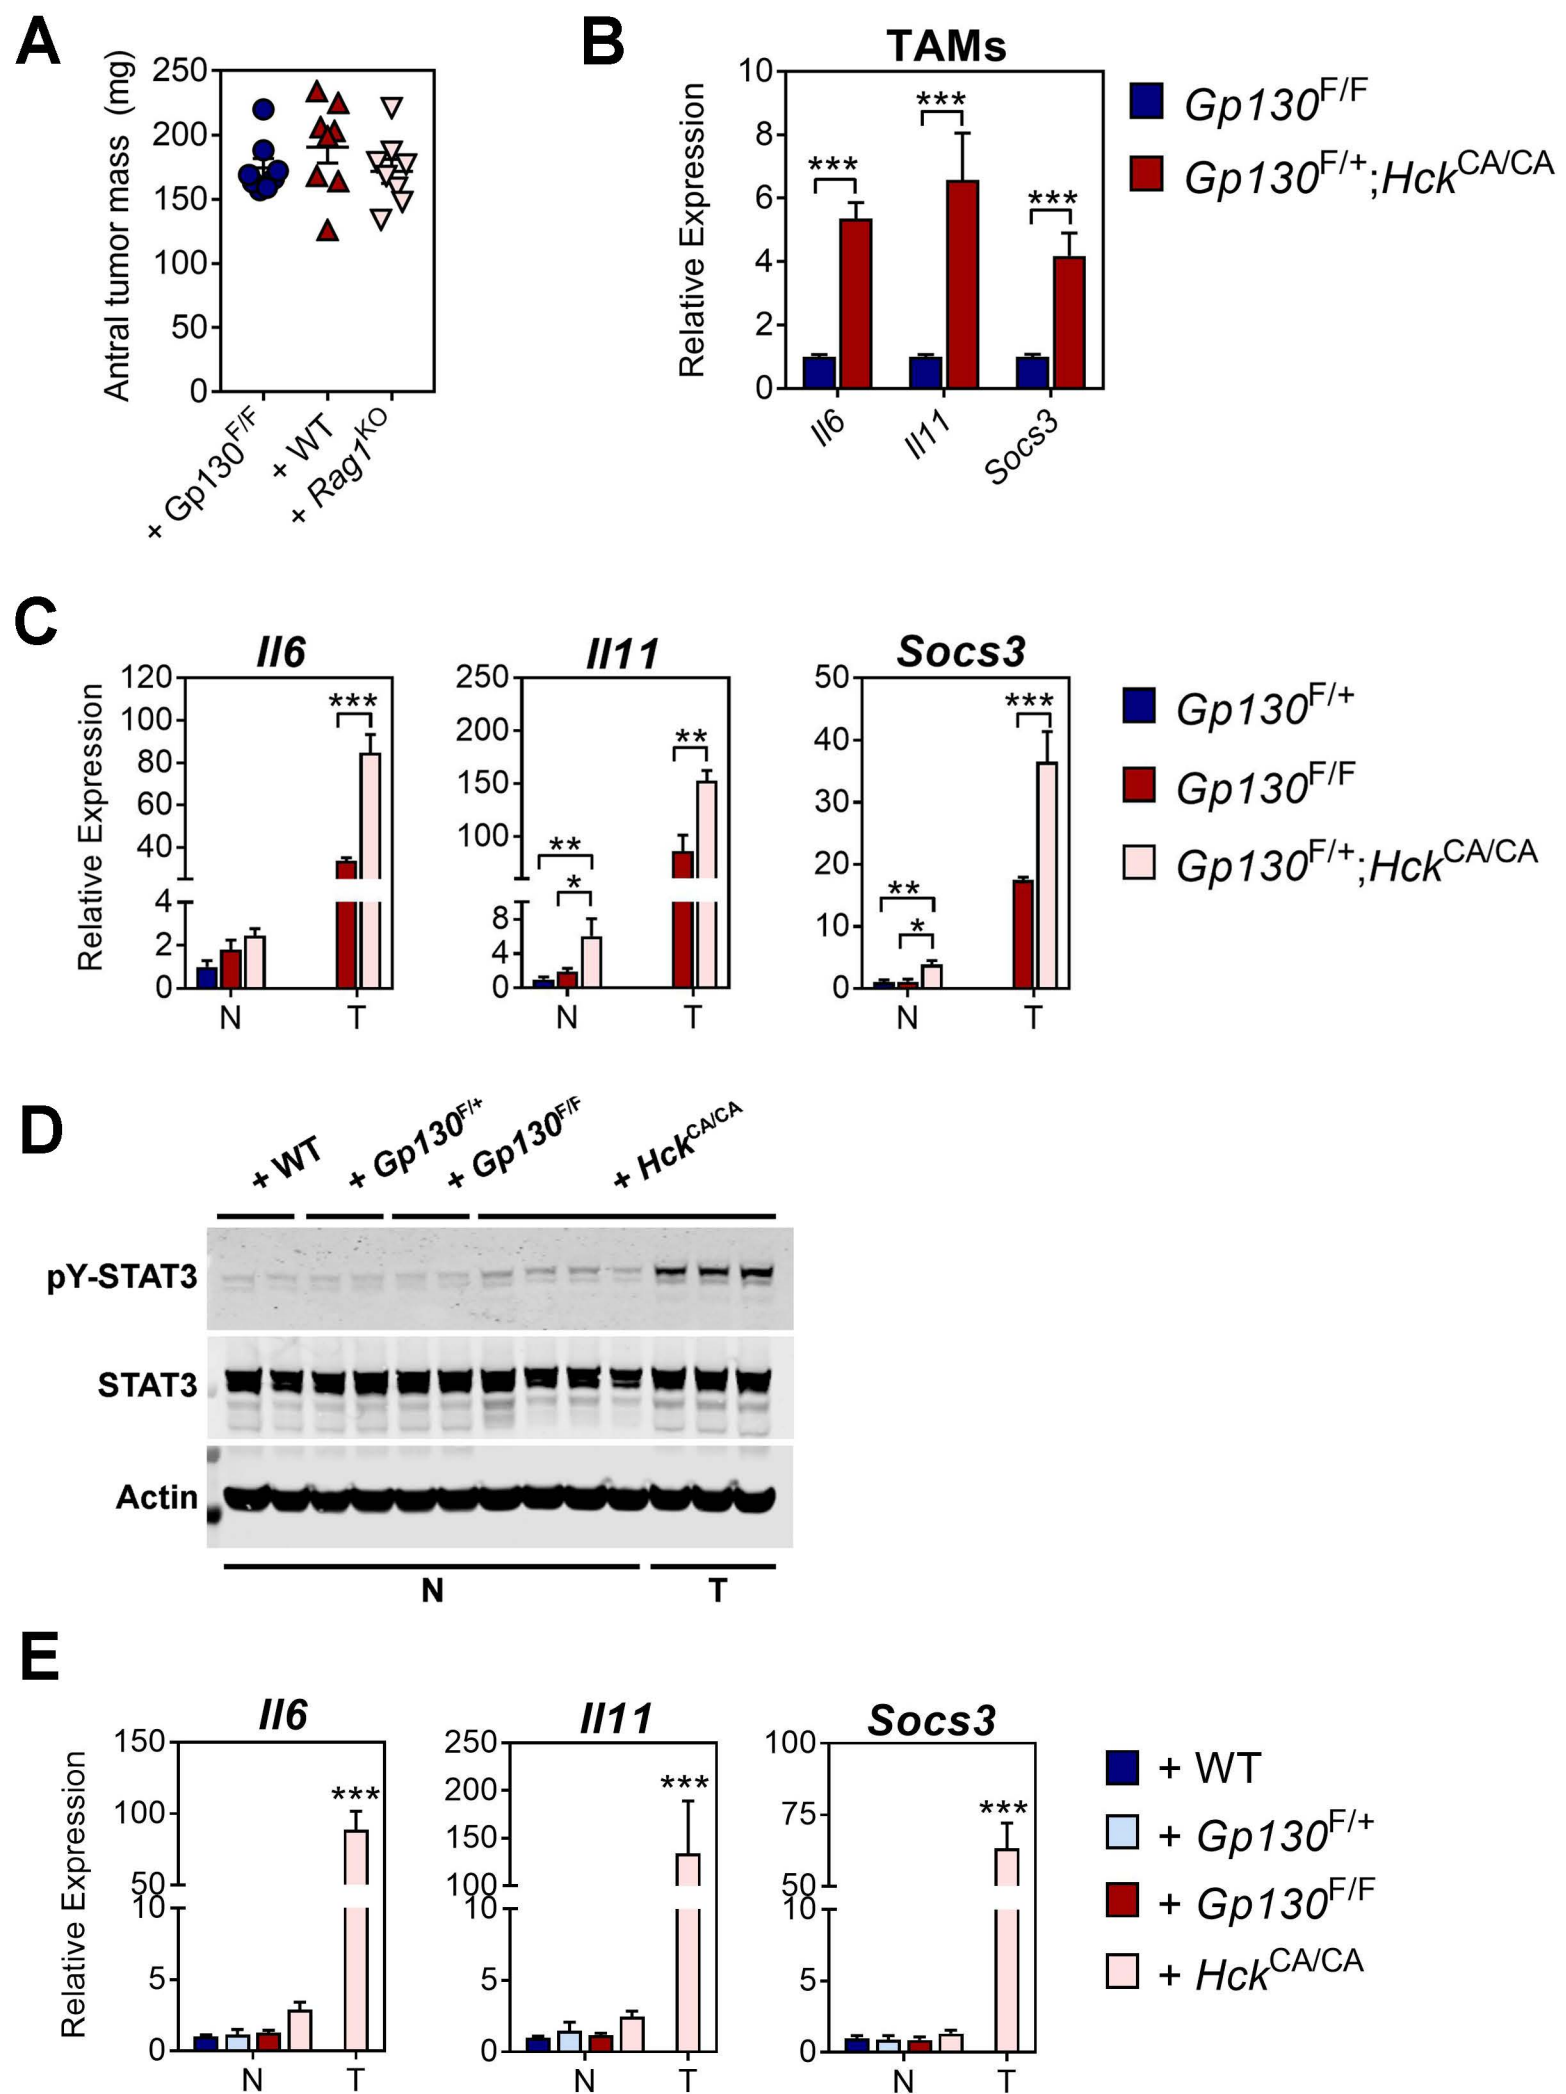 A
Antral tumor mass (mg)
250
200
150
100
50
0
+ Gp130F/F
+ WT
+ Rag1KO
B
TAMs
Relative Expression
10
8
6
4
2
0
***
***
***
Il6
Il11
Socs3
Gp130F/F
Gp130F/+;HckCA/CA
C
Relative Expression
Il6
120
100
80
60
40
4
2
0
***
N
T
Il11
250
200
150
100
8
4
0
**
*
**
N
T
Socs3
50
40
30
20
10
0
**
*
***
N
T
Gp130F/+
Gp130F/F
Gp130F/+;HckCA/CA
D
+ WT
+ Gp130F/+
+ Gp130F/F
+ HckCA/CA
pY-STAT3
STAT3
Actin
N
T
E
Relative Expression
Il6
150
100
50
10
5
0
***
N
T
Il11
250
200
150
100
10
5
0
***
N
T
Socs3
100
75
50
10
5
0
***
N
T
+ WT
+ Gp130F/+
+ Gp130F/F
+ HckCA/CA